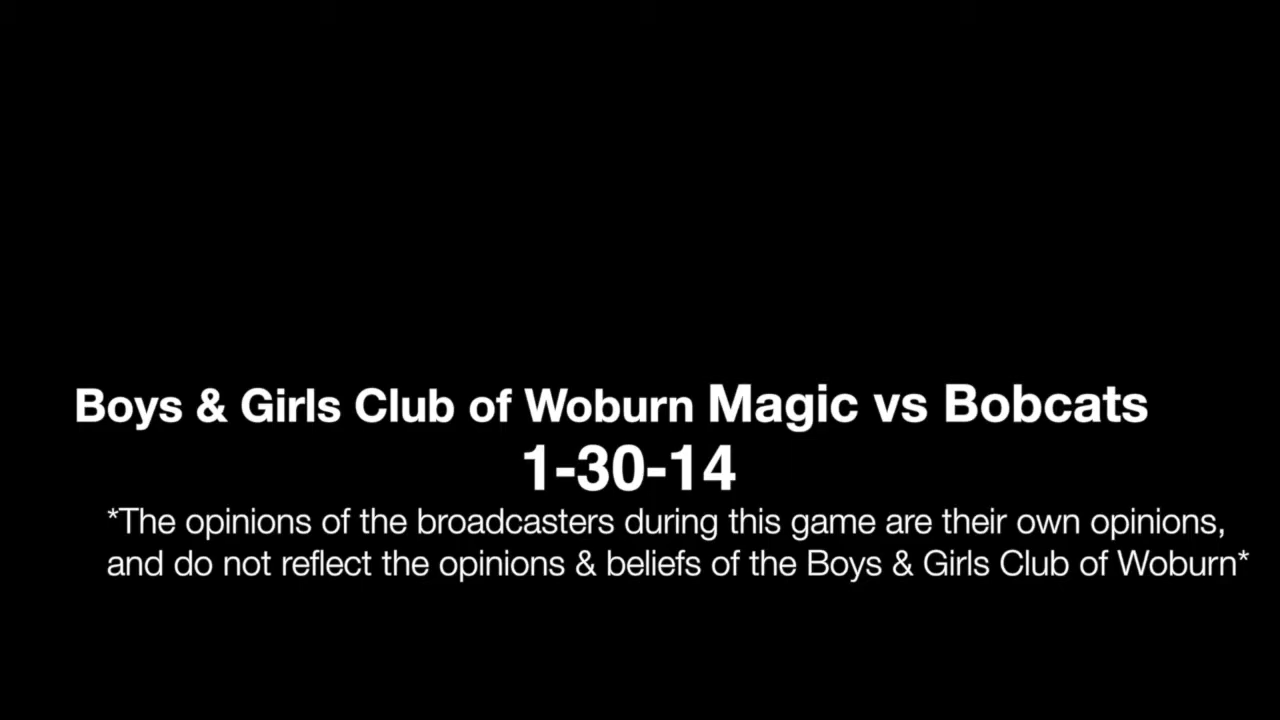 Boys & Girls Club of Woburn Magic vs Bobcats
1-30-14
*The opinions of the broadcasters during this game are their own opinions,
and do not reflect the opinions & beliefs of the Boys & Girls Club of Woburn*